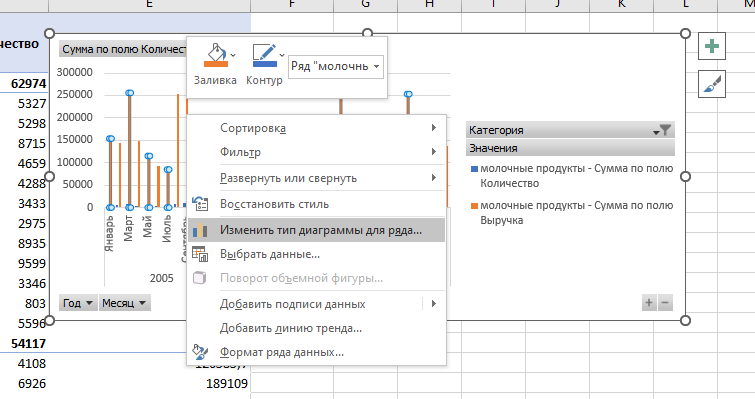 E F G H I J K L M
чество
62974
5327
5298
8715
4659
4288
3433
2975
8935
9599
3346
803
5596
54117
4108
6926 189109
Сумма по полю Количес
300000
250000
200000
150000
100000
50000
0
Январь
Март
Май
Июль
2005
Год Месяц
Заливка Контур Ряд "молочнь
Сортировка
Фильтр
Развернуть или свернуть
Восстановить стиль
Изменить тип диаграммы для ряда...
Выбрать данные...
Поворот объемной фигуры...
Добавить подписи данных
Добавить линию тренда...
Формат ряда данных...
Категория
Значения
молочные продукты - Сумма по полю
Количество
молочные продукты - Сумма по полю
Выручка